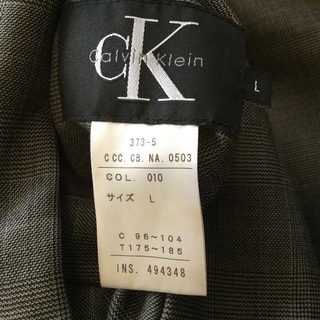 cK
Calvin Klein
L
373-5
C CC. CB. NA. 0503
COL. 010
サイズ L
C 96～104
T175～185
INS. 494348